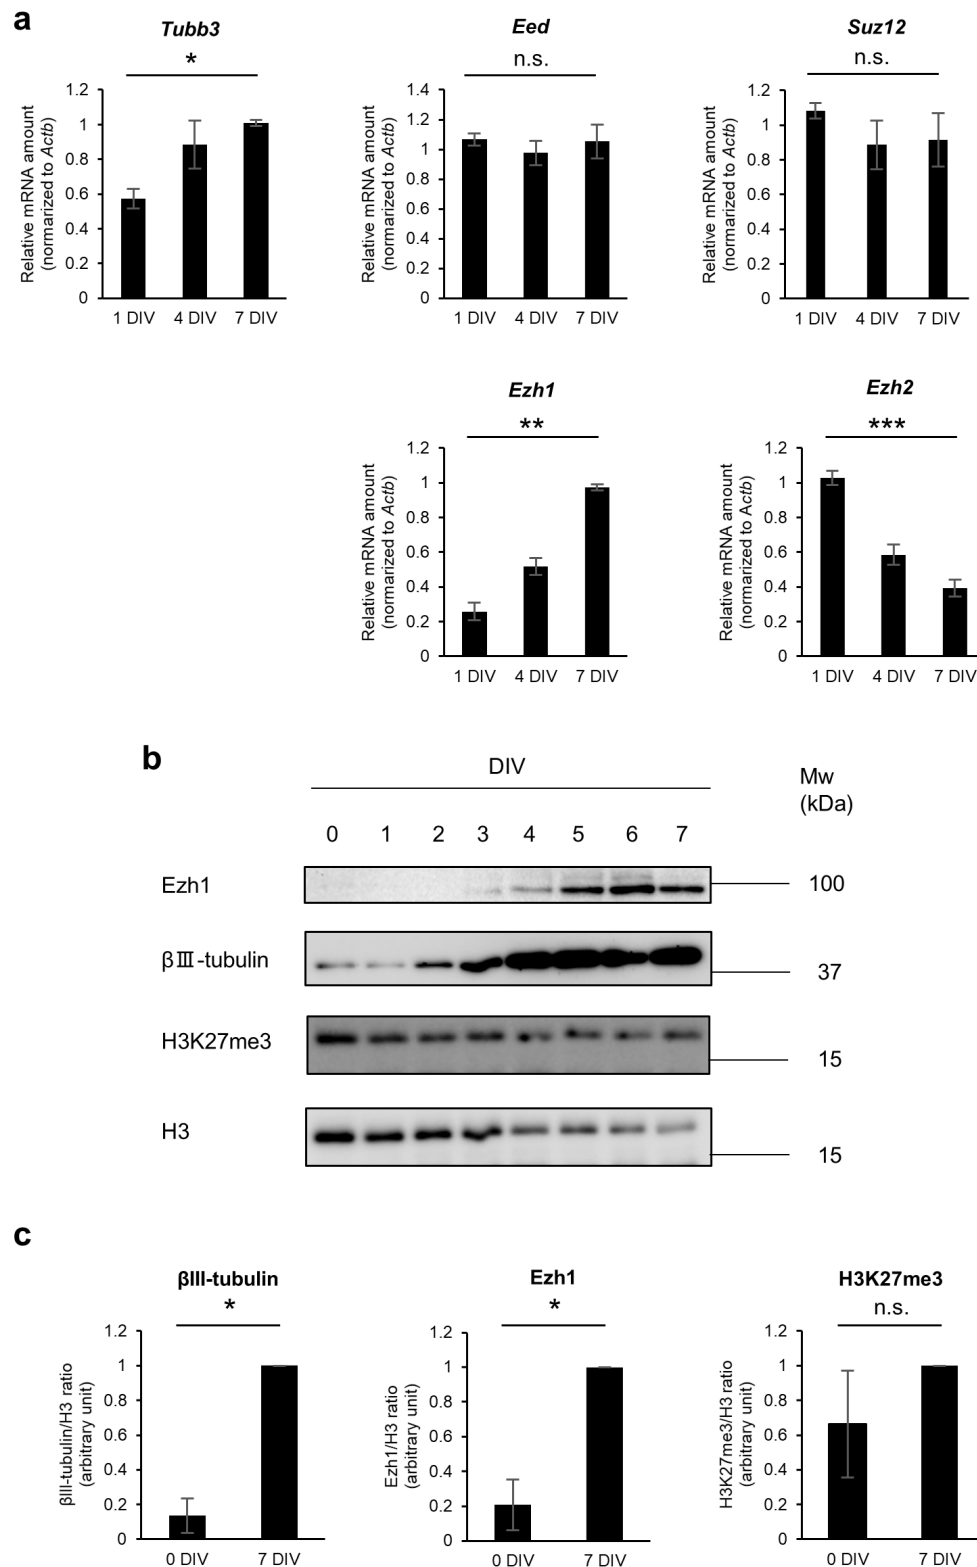 a
Tubb3
*
Relative mRNA amount
(normarized to Actb)
1.2
1
0.8
0.6
0.4
0.2
0
1 DIV 4 DIV 7 DIV
Eed
n.s.
Relative mRNA amount
(normarized to Actb)
1.4
1.2
1
0.8
0.6
0.4
0.2
0
1 DIV 4 DIV 7 DIV
Suz12
n.s.
Relative mRNA amount
(normarized to Actb)
1.2
1
0.8
0.6
0.4
0.2
0
1 DIV 4 DIV 7 DIV
Ezh1
**
Relative mRNA amount
(normarized to Actb)
1.2
1
0.8
0.6
0.4
0.2
0
1 DIV 4 DIV 7 DIV
Ezh2
***
Relative mRNA amount
(normarized to Actb)
1.2
1
0.8
0.6
0.4
0.2
0
1 DIV 4 DIV 7 DIV
b
DIV
Mw
(kDa)
0 1 2 3 4 5 6 7
Ezh1
100
βⅢ-tubulin
37
H3K27me3
15
H3
15
c
βIII-tubulin
*
βIII-tubulin/H3 ratio
(arbitrary unit)
1.2
1
0.8
0.6
0.4
0.2
0
0 DIV 7 DIV
Ezh1
*
Ezh1/H3 ratio
(arbitrary unit)
1.2
1
0.8
0.6
0.4
0.2
0
0 DIV 7 DIV
H3K27me3
n.s.
H3K27me3/H3 ratio
(arbitrary unit)
1.2
1
0.8
0.6
0.4
0.2
0
0 DIV 7 DIV